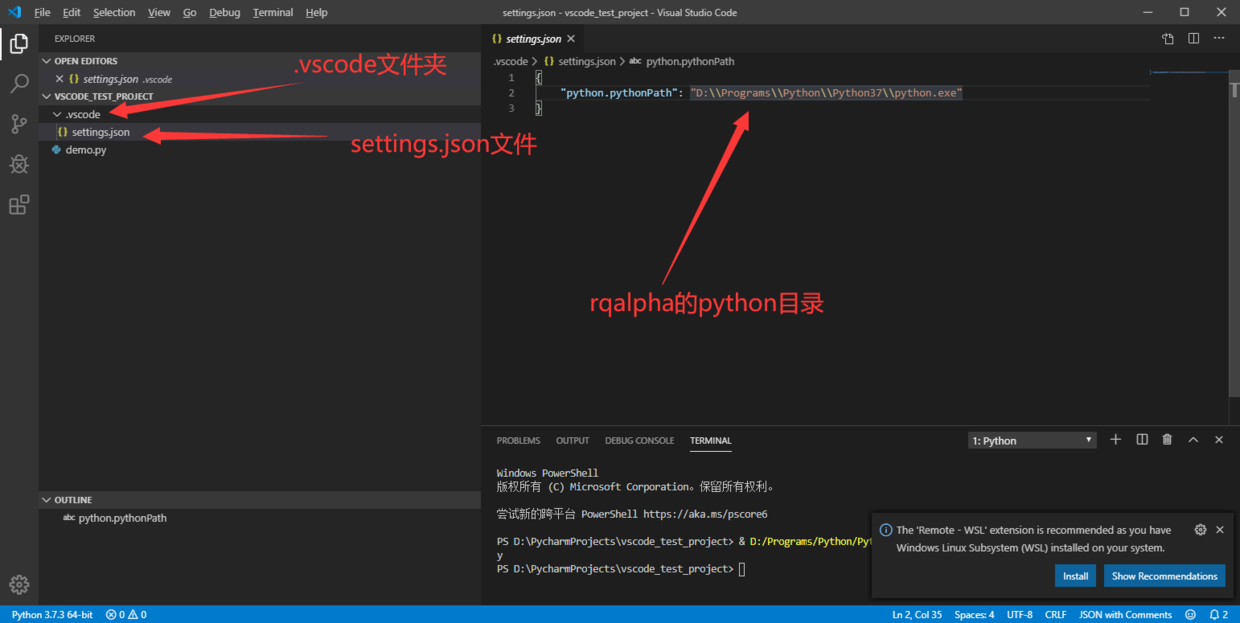 File Edit Selection View Go Debug Terminal Help
settings.json - vscode_test_project - Visual Studio Code
EXPLORER
OPEN EDITORS
settings.json .vscode
VSCODE_TEST_PROJECT
.vscode
settings.json
demo.py
.vscode文件夹
settings.json文件
settings.json
.vscode > {} settings.json > abc python.pythonPath
1 {
2 "python.pythonPath": "D:\\Programs\\Python\\Python37\\python.exe"
3 }
rqalpha的python目录
OUTLINE
abc python.pythonPath
PROBLEMS OUTPUT DEBUG CONSOLE TERMINAL
1: Python
Windows PowerShell
版权所有 (C) Microsoft Corporation。保留所有权利。
尝试新的跨平台 PowerShell https://aka.ms/pscore6
PS D:\PycharmProjects\vscode_test_project> & D:/Programs/Python/Pyt
y
PS D:\PycharmProjects\vscode_test_project>
The 'Remote - WSL' extension is recommended as you have
Windows Linux Subsystem (WSL) installed on your system.
Install Show Recommendations
Python 3.7.3 64-bit 0 0 Ln 2, Col 35 Spaces: 4 UTF-8 CRLF JSON with Comments 2